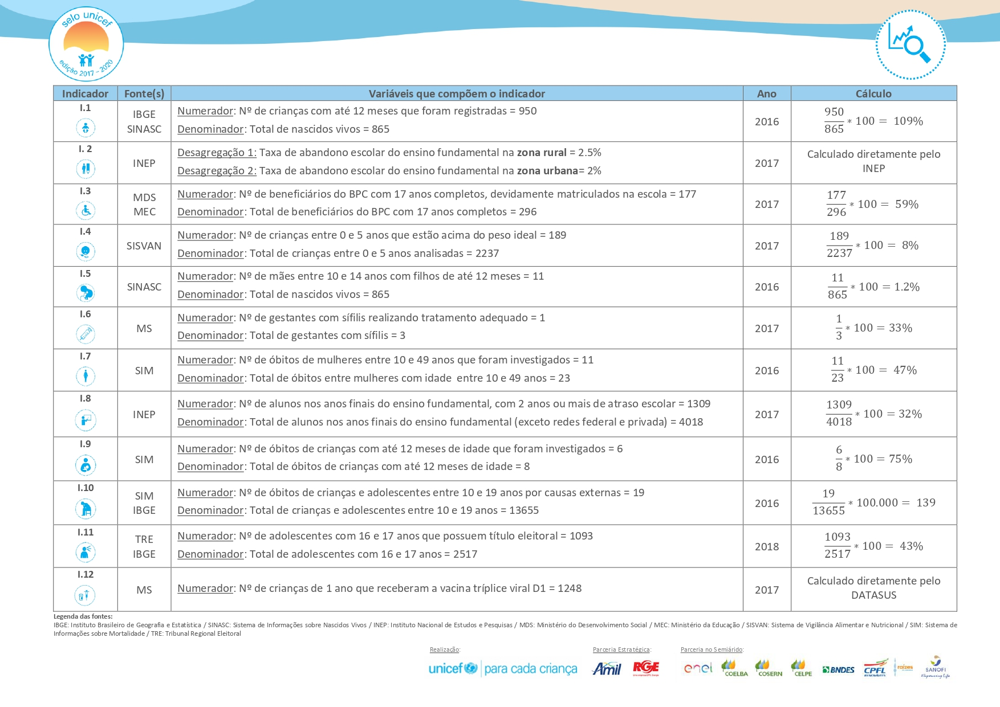 selo unicef
edição 2017 - 2020
Indicador Fonte(s) Variáveis que compõem o indicador Ano Cálculo
I.1
IBGE
SINASC
Numerador: Nº de crianças com até 12 meses que foram registradas = 950
Denominador: Total de nascidos vivos = 865
2016
950
865
* 100 = 109%
I. 2
INEP
Desagregação 1: Taxa de abandono escolar do ensino fundamental na zona rural = 2.5%
Desagregação 2: Taxa de abandono escolar do ensino fundamental na zona urbana= 2%
2017
Calculado diretamente pelo
INEP
I.3
MDS
MEC
Numerador: Nº de beneficiários do BPC com 17 anos completos, devidamente matriculados na escola = 177
Denominador: Total de beneficiários do BPC com 17 anos completos = 296
2017
177
296
* 100 = 59%
I.4
SISVAN
Numerador: Nº de crianças entre 0 e 5 anos que estão acima do peso ideal = 189
Denominador: Total de crianças entre 0 e 5 anos analisadas = 2237
2017
189
2237
* 100 = 8%
I.5
SINASC
Numerador: Nº de mães entre 10 e 14 anos com filhos de até 12 meses = 11
Denominador: Total de nascidos vivos = 865
2016
11
865
* 100 = 1.2%
I.6
MS
Numerador: Nº de gestantes com sífilis realizando tratamento adequado = 1
Denominador: Total de gestantes com sífilis = 3
2017
1
3
* 100 = 33%
I.7
SIM
Numerador: Nº de óbitos de mulheres entre 10 e 49 anos que foram investigados = 11
Denominador: Total de óbitos entre mulheres com idade entre 10 e 49 anos = 23
2016
11
23
* 100 = 47%
I.8
INEP
Numerador: Nº de alunos nos anos finais do ensino fundamental, com 2 anos ou mais de atraso escolar = 1309
Denominador: Total de alunos nos anos finais do ensino fundamental (exceto redes federal e privada) = 4018
2017
1309
4018
* 100 = 32%
I.9
SIM
Numerador: Nº de óbitos de crianças com até 12 meses de idade que foram investigados = 6
Denominador: Total de óbitos de crianças com até 12 meses de idade = 8
2016
6
8
* 100 = 75%
I.10
SIM
IBGE
Numerador: Nº de óbitos de crianças e adolescentes entre 10 e 19 anos por causas externas = 19
Denominador: Total de crianças e adolescentes entre 10 e 19 anos = 13655
2016
19
13655
* 100.000 = 139
I.11
TRE
IBGE
Numerador: Nº de adolescentes com 16 e 17 anos que possuem título eleitoral = 1093
Denominador: Total de adolescentes com 16 e 17 anos = 2517
2018
1093
2517
* 100 = 43%
I.12
MS
Numerador: Nº de crianças de 1 ano que receberam a vacina tríplice viral D1 = 1248
2017
Calculado diretamente pelo
DATASUS
Legenda das fontes:
IBGE: Instituto Brasileiro de Geografia e Estatística / SINASC: Sistema de Informações sobre Nascidos Vivos / INEP: Instituto Nacional de Estudos e Pesquisas / MDS: Ministério do Desenvolvimento Social / MEC: Ministério da Educação / SISVAN: Sistema de Vigilância Alimentar e Nutricional / SIM: Sistema de
Informações sobre Mortalidade / TRE: Tribunal Regional Eleitoral
Realização: Parceria Estratégica: Parceria no Semiárido:
unicef para cada criança Amil RGE enel COELBA COSERN CELPE BNDES CPFL RENOVÁVEIS raízes SANOFI
Empowering Life